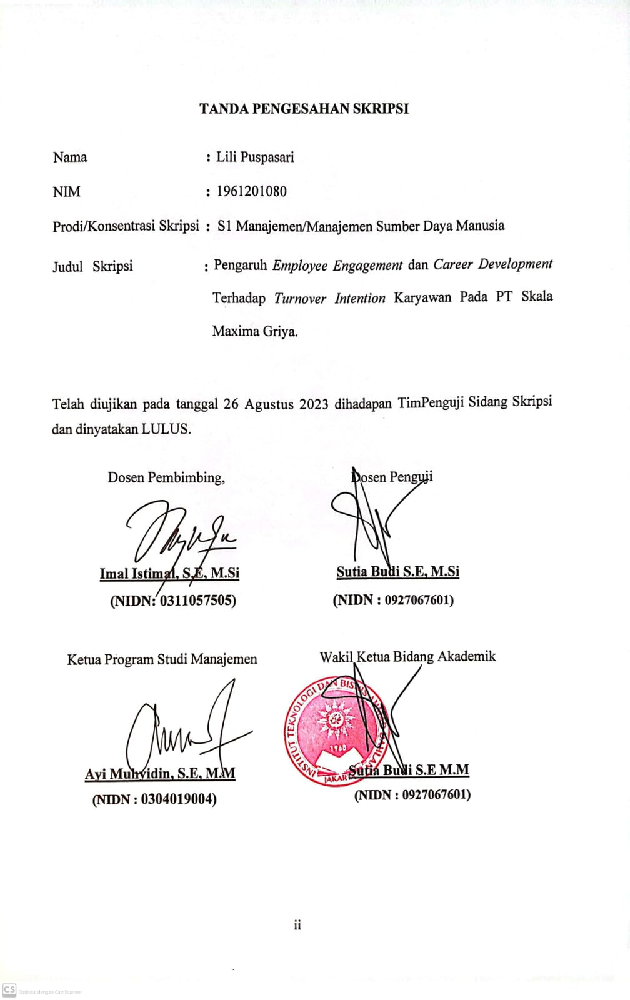 TANDA PENGESAHAN SKRIPSI
Nama : Lili Puspasari
NIM : 1961201080
Prodi/Konsentrasi Skripsi : S1 Manajemen/Manajemen Sumber Daya Manusia
Judul Skripsi : Pengaruh Employee Engagement dan Career Development
Terhadap Turnover Intention Karyawan Pada PT Skala
Maxima Griya.
Telah diujikan pada tanggal 26 Agustus 2023 dihadapan TimPenguji Sidang Skripsi
dan dinyatakan LULUS.
Dosen Pembimbing,
Imal Istimal, S.E, M.Si
(NIDN: 0311057505)
Dosen Penguji
Sutia Budi S.E, M.Si
(NIDN : 0927067601)
Ketua Program Studi Manajemen
Ayi Muhyidin, S.E, M.M
(NIDN : 0304019004)
Wakil Ketua Bidang Akademik
INSTITUT TEKNOLOGI DAN
1968
Sutia Budi S.E M.M
(NIDN : 0927067601)
ii
CS Dipindai dengan CamScanner